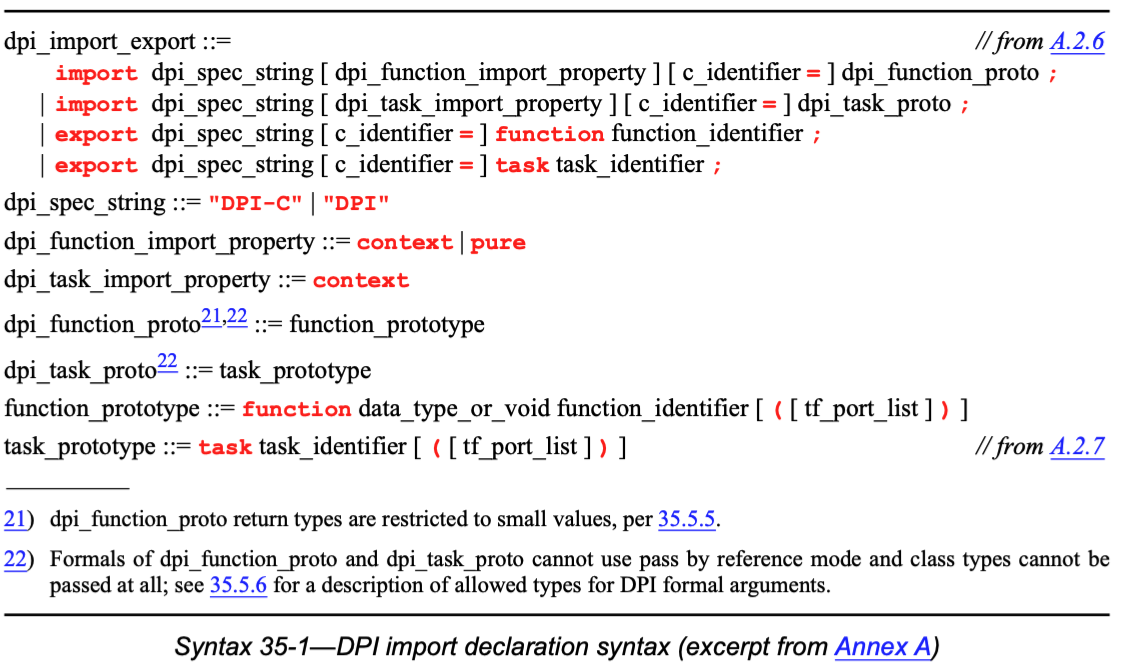 dpi_import_export ::= // from A.2.6
import dpi_spec_string [ dpi_function_import_property ] [ c_identifier = ] dpi_function_proto ;
| import dpi_spec_string [ dpi_task_import_property ] [ c_identifier = ] dpi_task_proto ;
| export dpi_spec_string [ c_identifier = ] function function_identifier ;
| export dpi_spec_string [ c_identifier = ] task task_identifier ;
dpi_spec_string ::= "DPI-C" | "DPI"
dpi_function_import_property ::= context | pure
dpi_task_import_property ::= context
dpi_function_proto21,22 ::= function_prototype
dpi_task_proto22 ::= task_prototype
function_prototype ::= function data_type_or_void function_identifier [ ( [ tf_port_list ] ) ]
task_prototype ::= task task_identifier [ ( [ tf_port_list ] ) ] // from A.2.7
21) dpi_function_proto return types are restricted to small values, per 35.5.5.
22) Formals of dpi_function_proto and dpi_task_proto cannot use pass by reference mode and class types cannot be
passed at all; see 35.5.6 for a description of allowed types for DPI formal arguments.
Syntax 35-1—DPI import declaration syntax (excerpt from Annex A)